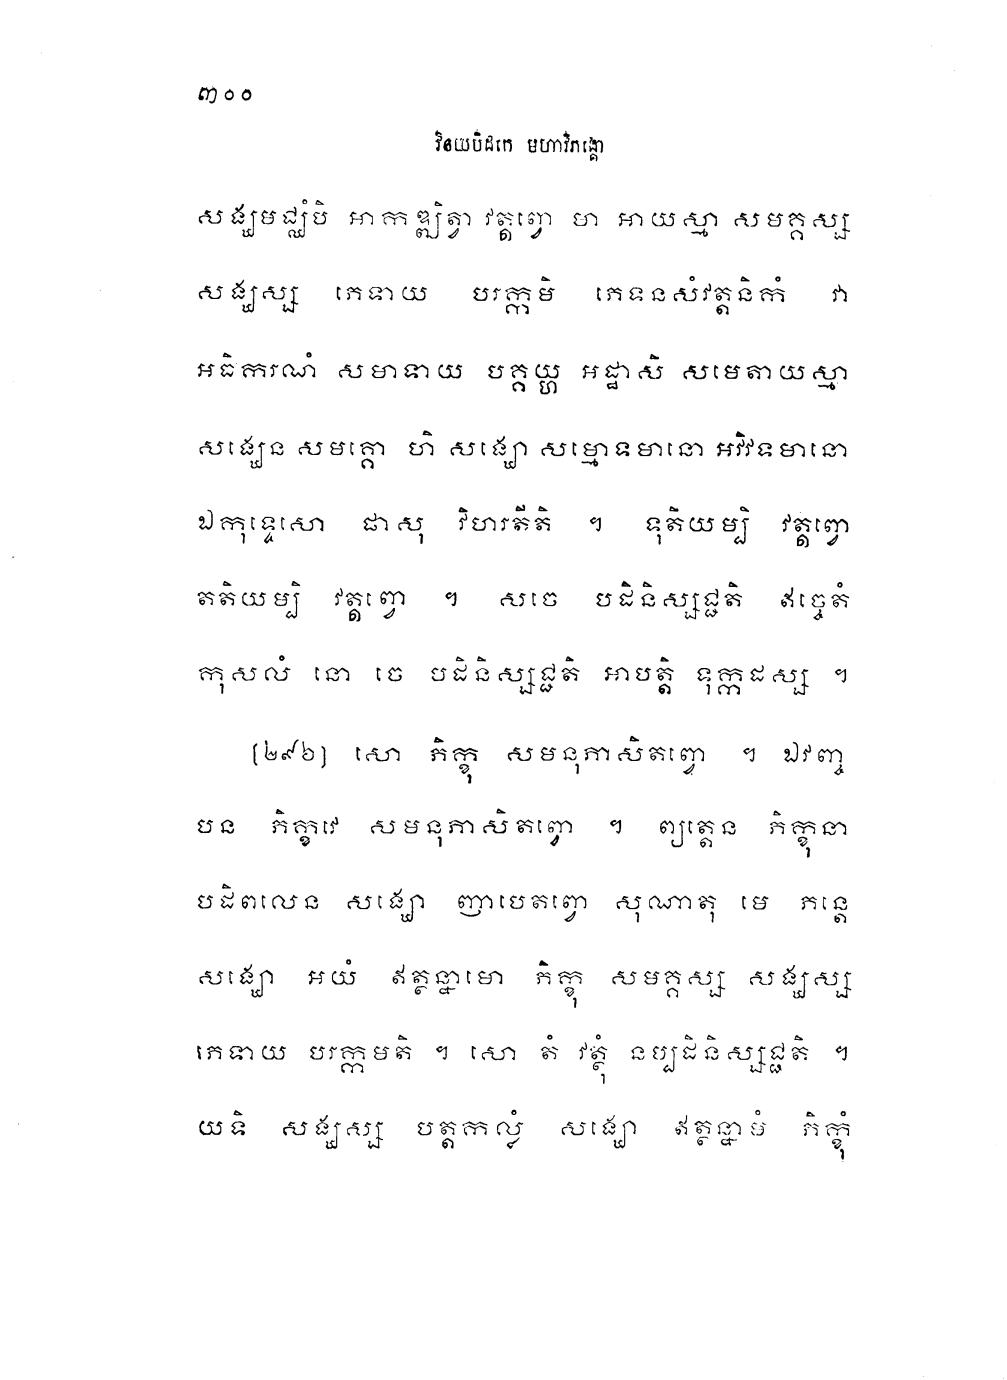 ៣០០
វិនយបិដកេ មហាវិភង្គោ
សង្ឃមជ្ឈំបិ អាកឌ្ឍិត្វា វត្តព្វោ មា អាយស្មា សមគ្គស្ស
សង្ឃស្ស ភេទាយ បរក្កមិ ភេទនសំវត្តនិកំ វា
អធិករណំ សមាទាយ បគ្គយ្ហ អដ្ឋាសិ សមេតាយស្មា
សង្ឃេន សមគ្គោ ហិ សង្ឃោ សម្មោទមានោ អវិវទមានោ
ឯកុទ្ទេសោ ផាសុ វិហរតីតិ ។ ទុតិយម្បិ វត្តព្វោ
តតិយម្បិ វត្តព្វោ ។ សចេ បដិនិស្សជ្ជតិ ឥច្ចេតំ
កុសលំ នោ ចេ បដិនិស្សជ្ជតិ អាបត្តិ ទុក្កដស្ស ។
[២៩៦] សោ ភិក្ខុ សមនុភាសិតព្វោ ។ ឯវញ្ច
បន ភិក្ខវេ សមនុភាសិតព្វោ ។ ព្យត្តេន ភិក្ខុនា
បដិពលេន សង្ឃោ ញាបេតព្វោ សុណាតុ មេ ភន្តេ
សង្ឃោ អយំ ឥត្ថន្នាមោ ភិក្ខុ សមគ្គស្ស សង្ឃស្ស
ភេទាយ បរក្កមតិ ។ សោ តំ វត្ថុំ នប្បដិនិស្សជ្ជតិ ។
យទិ សង្ឃស្ស បត្តកល្លំ សង្ឃោ ឥត្ថន្នាមំ ភិក្ខុំ